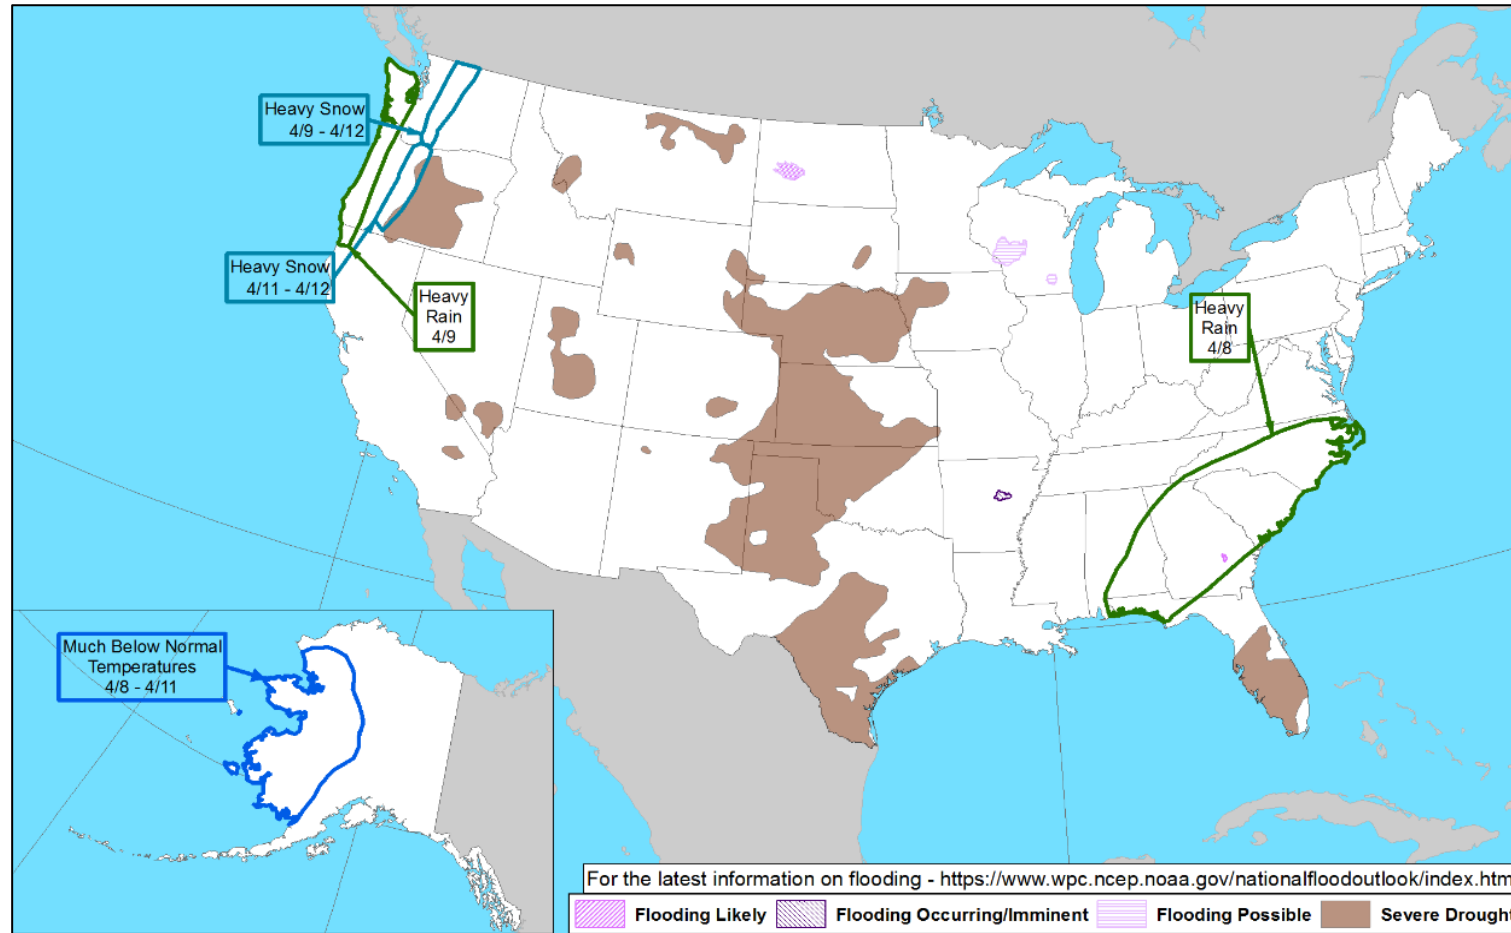 Heavy Snow
4/9 - 4/12
Heavy Snow
4/11 - 4/12
Heavy
Rain
4/9
Heavy
Rain
4/8
Much Below Normal
Temperatures
4/8 - 4/11
For the latest information on flooding - https://www.wpc.ncep.noaa.gov/nationalfloodoutlook/index.htm
Flooding Likely
Flooding Occurring/Imminent
Flooding Possible
Severe Drought